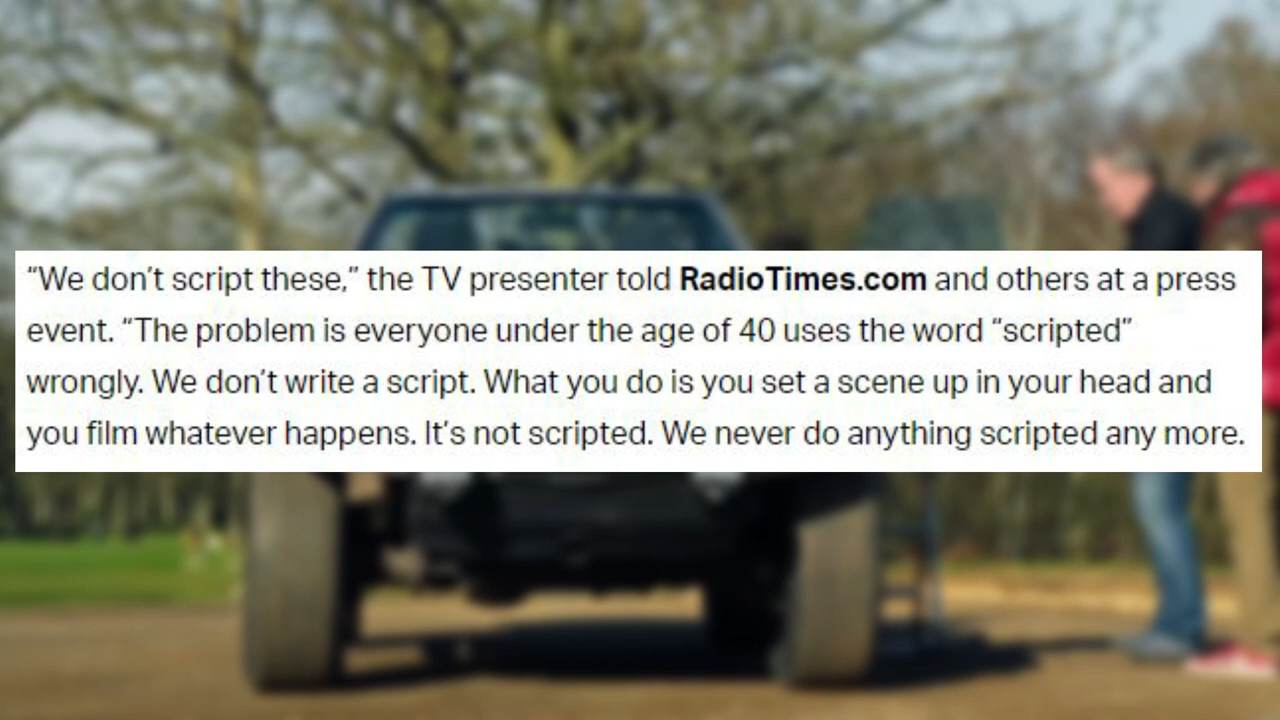 “We don’t script these,” the TV presenter told RadioTimes.com and others at a press
event. “The problem is everyone under the age of 40 uses the word “scripted”
wrongly. We don’t write a script. What you do is you set a scene up in your head and
you film whatever happens. It’s not scripted. We never do anything scripted any more.